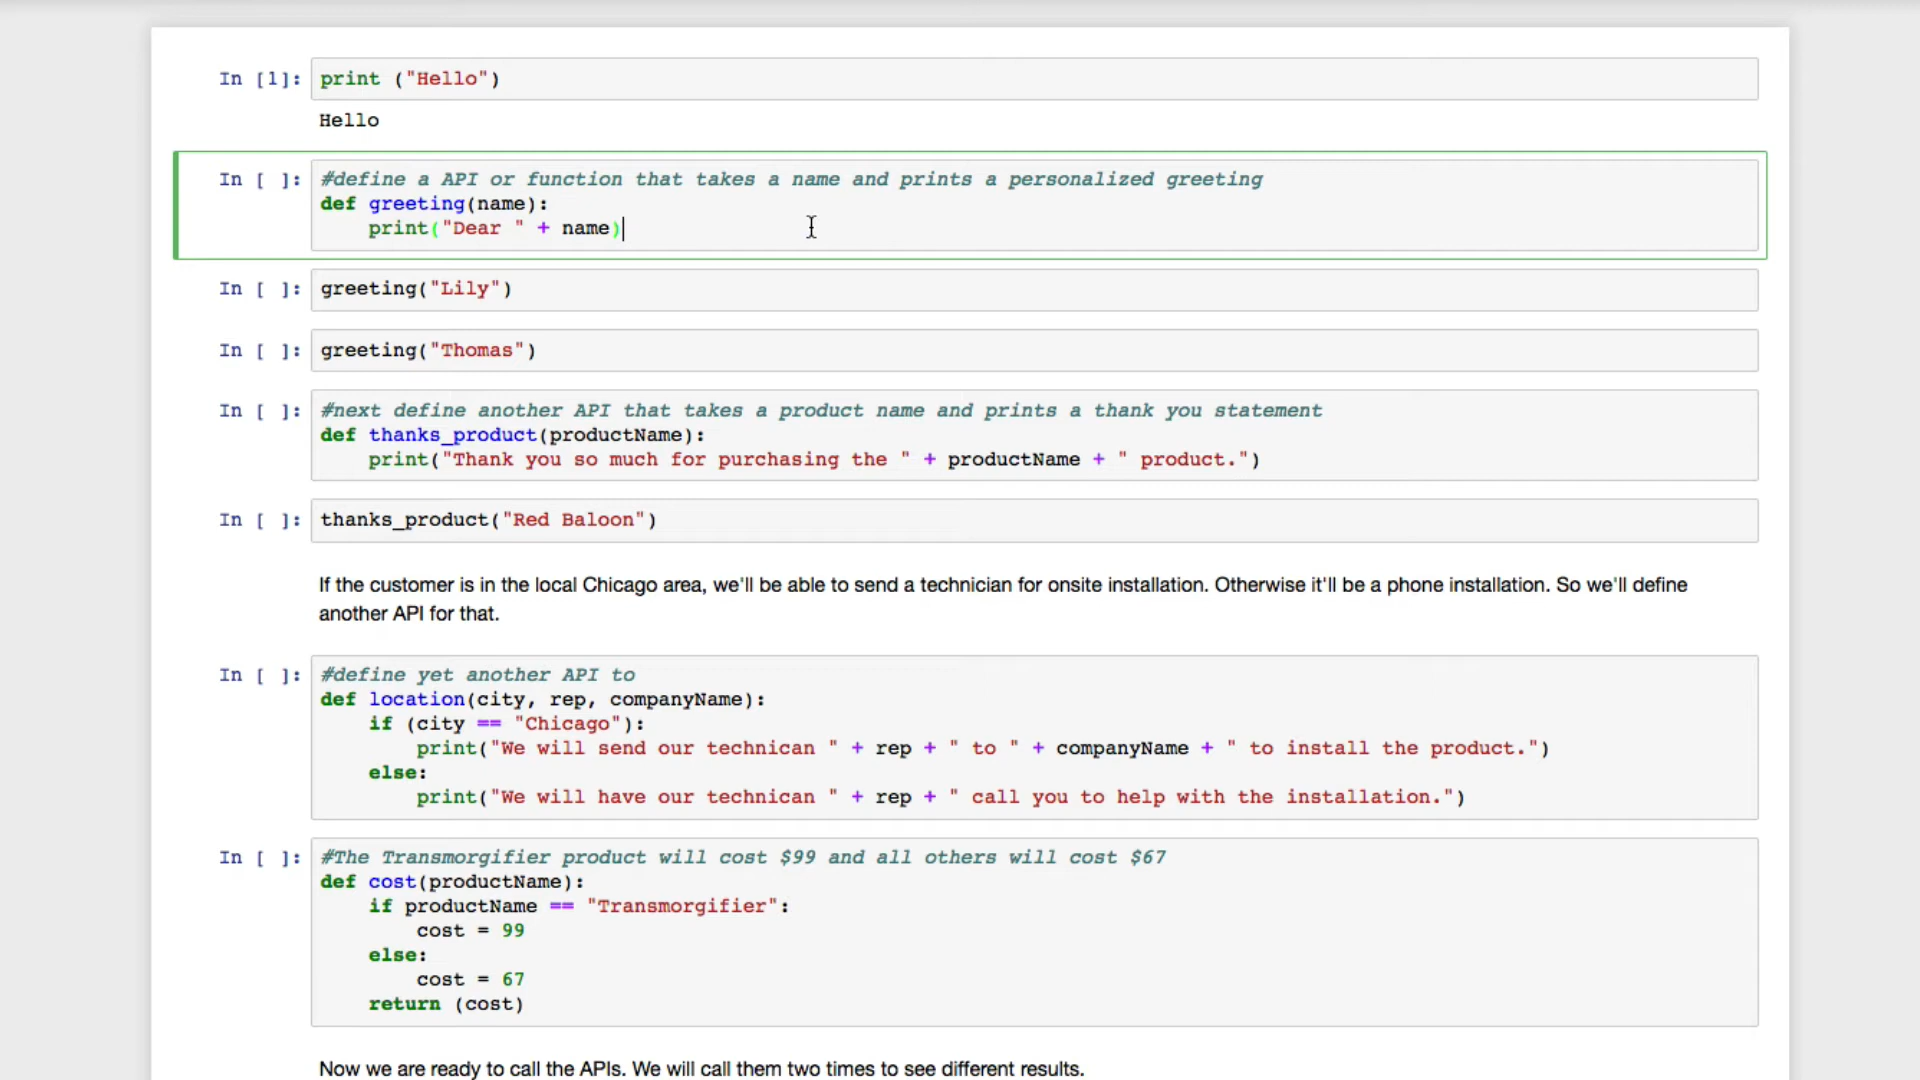 In [1]: print ("Hello")
Hello
In [ ]: #define a API or function that takes a name and prints a personalized greeting
def greeting(name):
    print("Dear " + name)
In [ ]: greeting("Lily")
In [ ]: greeting("Thomas")
In [ ]: #next define another API that takes a product name and prints a thank you statement
def thanks_product(productName):
    print("Thank you so much for purchasing the " + productName + " product.")
In [ ]: thanks_product("Red Baloon")
If the customer is in the local Chicago area, we'll be able to send a technician for onsite installation. Otherwise it'll be a phone installation. So we'll define
another API for that.
In [ ]: #define yet another API to
def location(city, rep, companyName):
    if (city == "Chicago"):
        print("We will send our technican " + rep + " to " + companyName + " to install the product.")
    else:
        print("We will have our technican " + rep + " call you to help with the installation.")
In [ ]: #The Transmorgifier product will cost $99 and all others will cost $67
def cost(productName):
    if productName == "Transmorgifier":
        cost = 99
    else:
        cost = 67
    return (cost)
Now we are ready to call the APIs. We will call them two times to see different results.